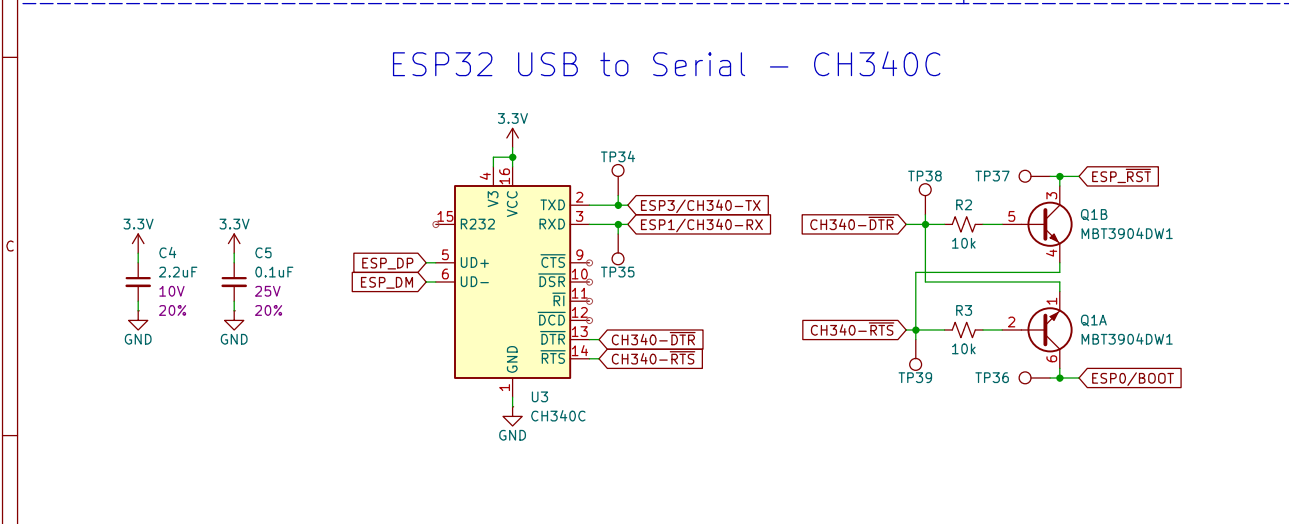 ESP32 USB to Serial - CH340C
C
3.3V
C4
2.2uF
10V
20%
GND
3.3V
C5
0.1uF
25V
20%
GND
3.3V
4
16
V3
VCC
15
R232
5
UD+
6
UD-
ESP_DP
ESP_DM
TXD
2
RXD
3
CTS
9
DSR
10
RI
11
DCD
12
DTR
13
RTS
14
GND
1
GND
U3
CH340C
TP34
ESP3/CH340-TX
ESP1/CH340-RX
TP35
CH340-DTR
CH340-RTS
TP38
CH340-DTR
R2
10k
TP37
ESP_RST
3
5
4
Q1B
MBT3904DW1
CH340-RTS
R3
10k
TP39
1
2
6
Q1A
MBT3904DW1
TP36
ESP0/BOOT